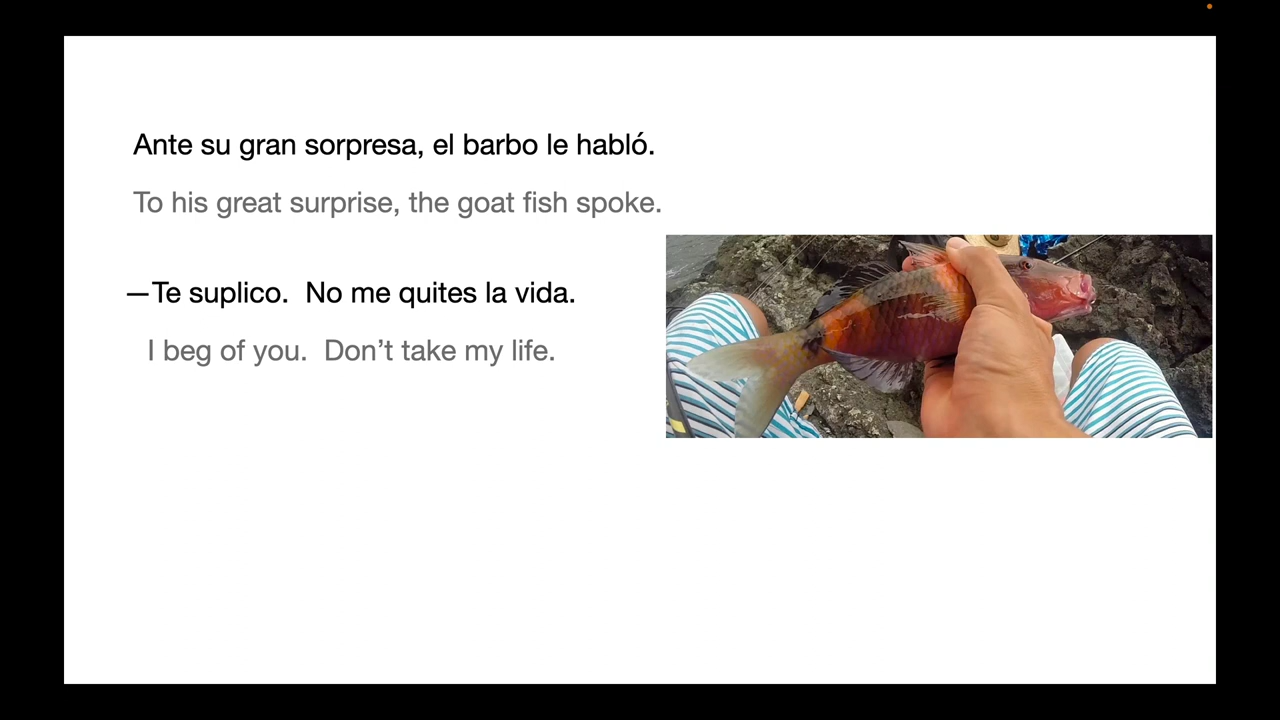 Ante su gran sorpresa, el barbo le habló.
To his great surprise, the goat fish spoke.
—Te suplico.  No me quites la vida.
I beg of you.  Don’t take my life.